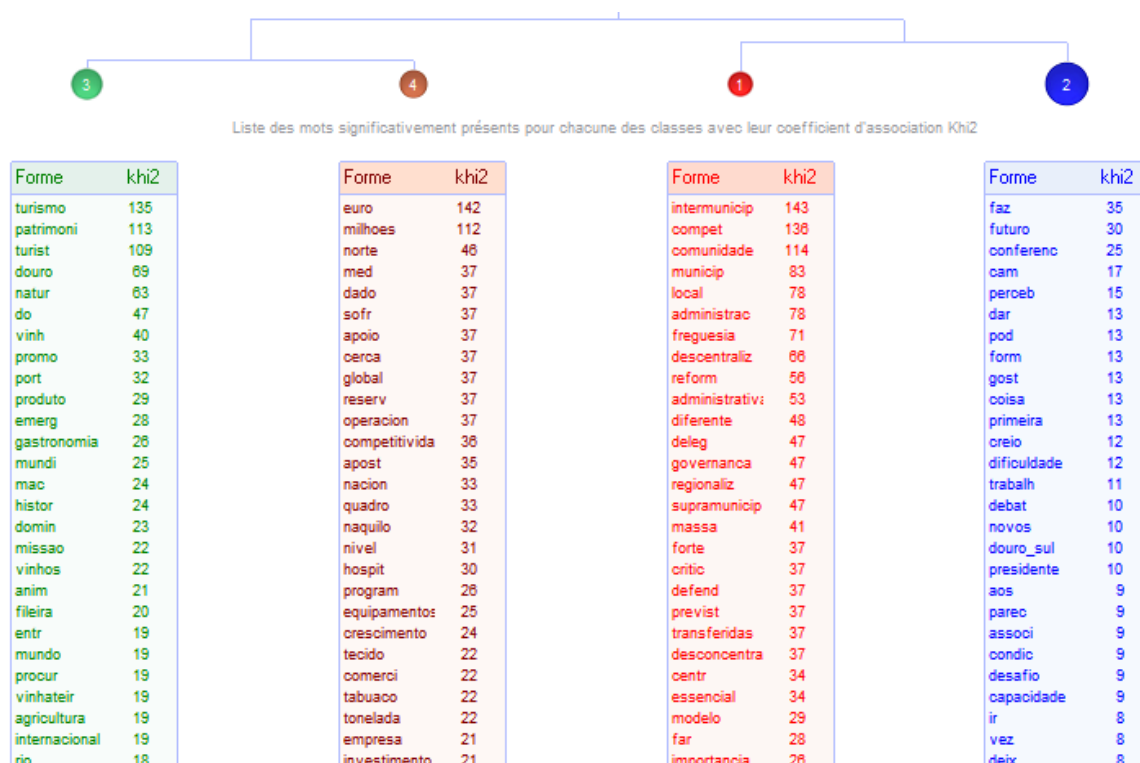 3 4 1 2
Liste des mots significativement présents pour chacune des classes avec leur coefficient d'association Khi2
Forme khi2
turismo 135
patrimoni 113
turist 109
douro 69
natur 63
do 47
vinh 40
promo 33
port 32
produto 29
emerg 28
gastronomia 26
mundi 25
mac 24
histor 24
domin 23
missao 22
vinhos 22
anim 21
fileira 20
entr 19
mundo 19
procur 19
vinhateir 19
agricultura 19
internacional 19
rio 18
Forme khi2
euro 142
milhoes 112
norte 46
med 37
dado 37
sofr 37
apoio 37
cerca 37
global 37
reserv 37
operacion 37
competitivida 36
apost 35
nacion 33
quadro 33
naquilo 32
nivel 31
hospit 30
program 26
equipamentos 25
crescimento 24
tecido 22
comerci 22
tabuaco 22
tonelada 22
empresa 21
investimento 21
Forme khi2
intermunicip 143
compet 136
comunidade 114
municip 83
local 78
administrac 78
freguesia 71
descentraliz 66
reform 56
administrativa 53
diferente 48
deleg 47
governanca 47
regionaliz 47
supramunicip 47
massa 41
forte 37
critic 37
defend 37
previst 37
transferidas 37
desconcentra 37
centr 34
essencial 34
modelo 29
far 28
importancia 26
Forme khi2
faz 35
futuro 30
conferenc 25
cam 17
perceb 15
dar 13
pod 13
form 13
gost 13
coisa 13
primeira 13
creio 12
dificuldade 12
trabalh 11
debat 10
novos 10
douro_sul 10
presidente 10
aos 9
parec 9
associ 9
condic 9
desafio 9
capacidade 9
ir 8
vez 8
deix 8